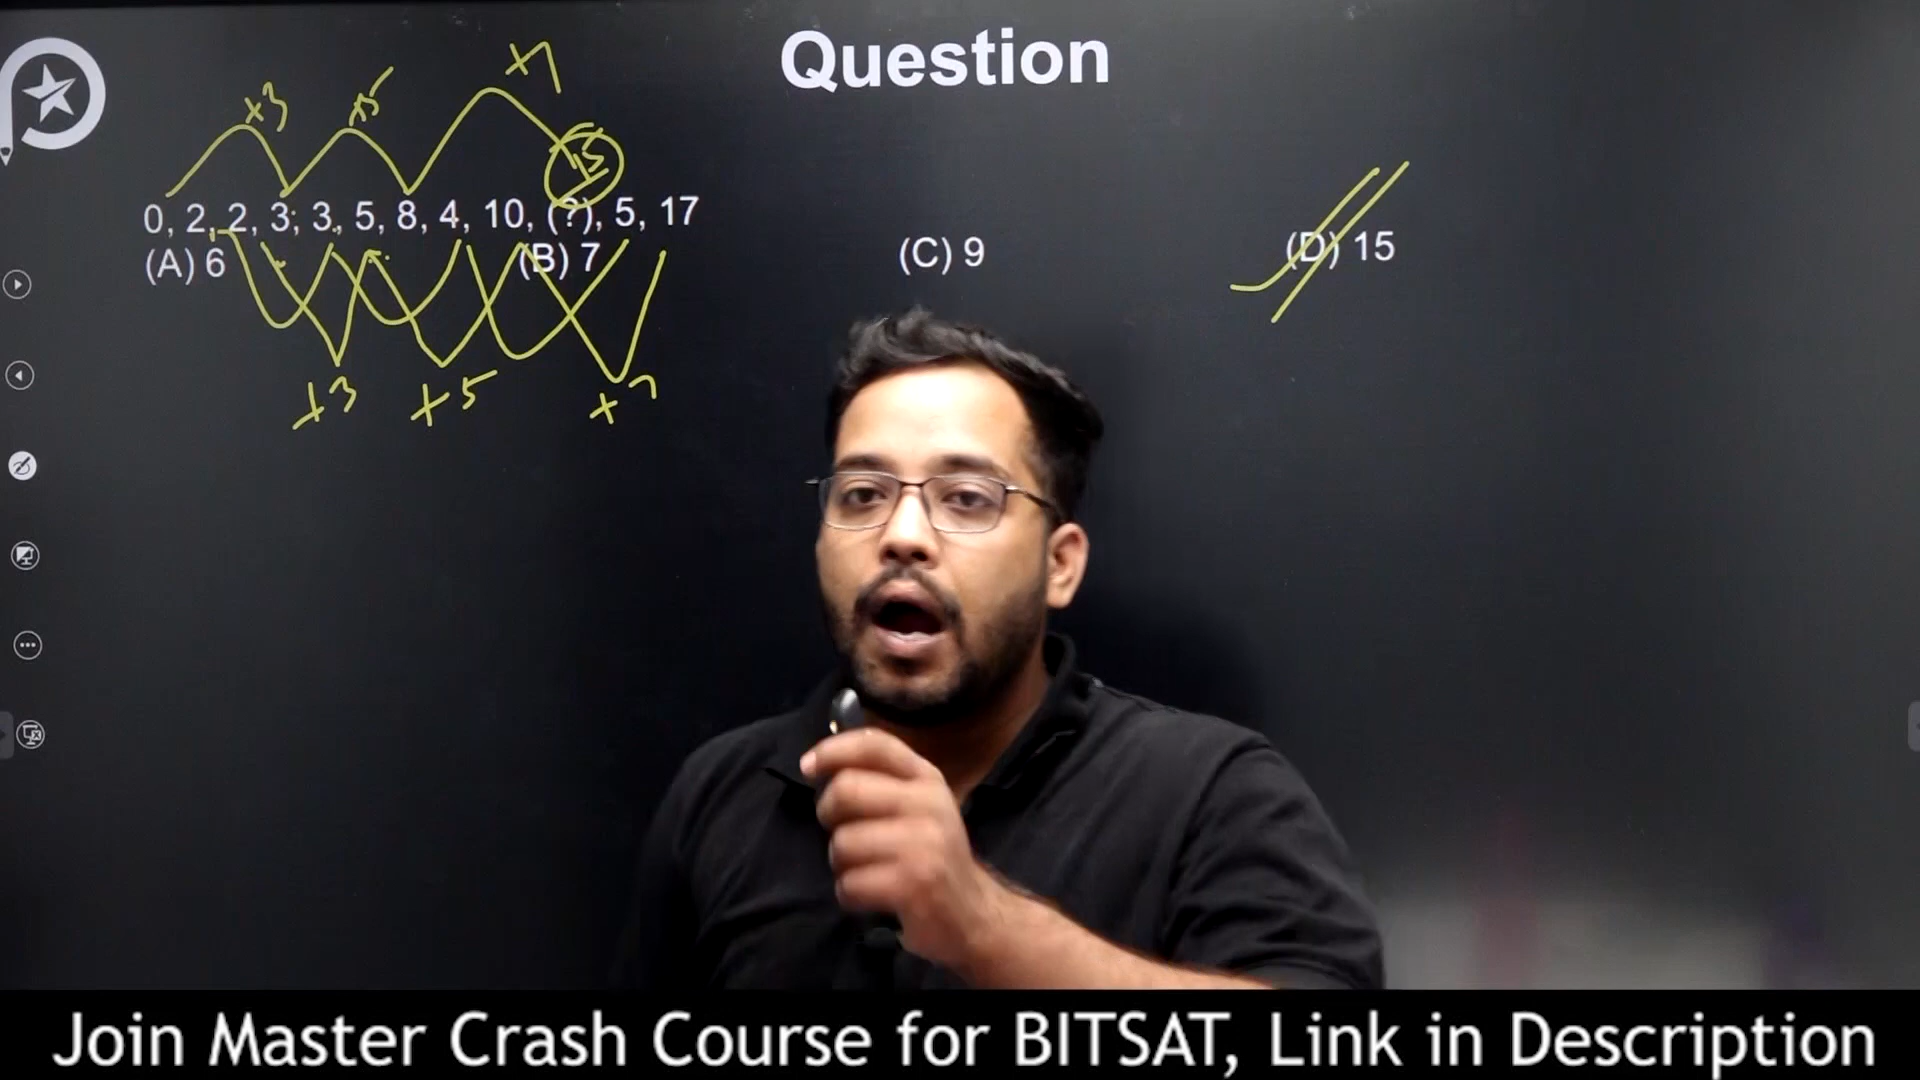 Question
+3 +5 +7
15
0, 2, 2, 3, 3, 5, 8, 4, 10, (?), 5, 17
(A) 6 (B) 7 (C) 9 (D) 15
+3 +5 +7
Join Master Crash Course for BITSAT, Link in Description